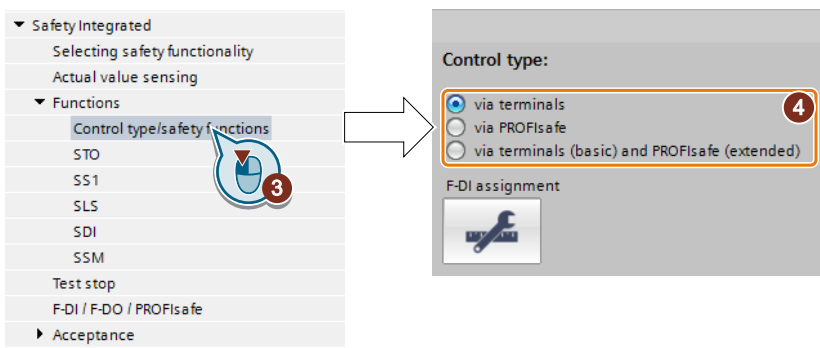 Safety Integrated
Selecting safety functionality
Actual value sensing
Functions
Control type/safety functions
STO
SS1
SLS
SDI
SSM
Test stop
F-DI / F-DO / PROFIsafe
Acceptance
3
Control type:
via terminals
via PROFIsafe
via terminals (basic) and PROFIsafe (extended)
4
F-DI assignment